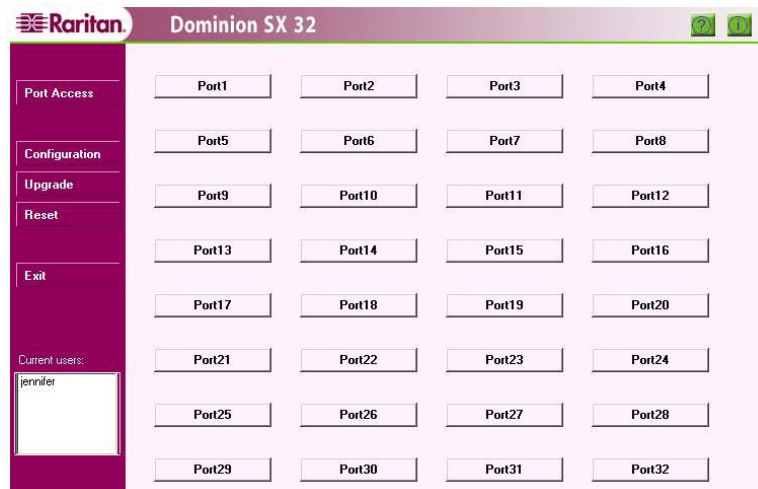 Raritan. Dominion SX 32 ? i
Port Access
Configuration
Upgrade
Reset
Exit
Current users:
jennifer
Port1 Port2 Port3 Port4
Port5 Port6 Port7 Port8
Port9 Port10 Port11 Port12
Port13 Port14 Port15 Port16
Port17 Port18 Port19 Port20
Port21 Port22 Port23 Port24
Port25 Port26 Port27 Port28
Port29 Port30 Port31 Port32